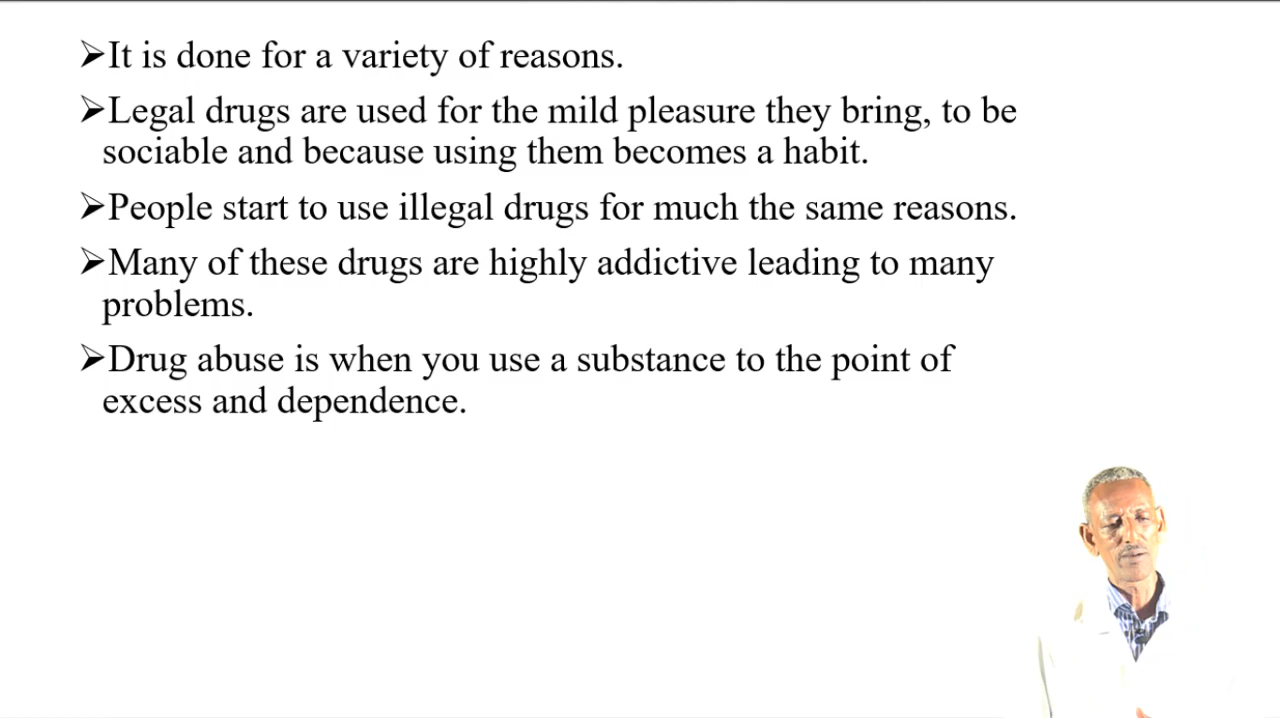 ➢It is done for a variety of reasons.
➢Legal drugs are used for the mild pleasure they bring, to be
sociable and because using them becomes a habit.
➢People start to use illegal drugs for much the same reasons.
➢Many of these drugs are highly addictive leading to many
problems.
➢Drug abuse is when you use a substance to the point of
excess and dependence.